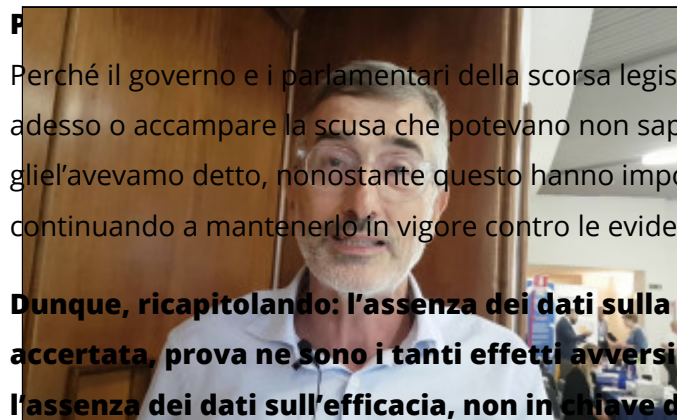 P
Perché il governo e i parlamentari della scorsa legis
adesso o accampare la scusa che potevano non sap
gliel’avevamo detto, nonostante questo hanno impo
continuando a mantenerlo in vigore contro le evide
Dunque, ricapitolando: l’assenza dei dati sulla
accertata, prova ne sono i tanti effetti avversi
l’assenza dei dati sull’efficacia, non in chiave d